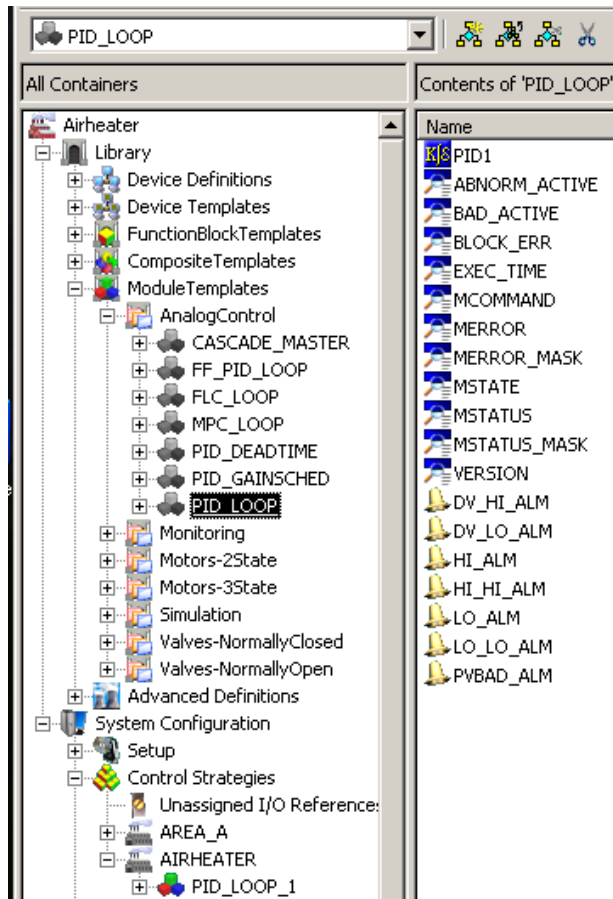 PID_LOOP
All Containers
Contents of 'PID_LOOP'
Airheater
Library
Device Definitions
Device Templates
FunctionBlockTemplates
CompositeTemplates
ModuleTemplates
AnalogControl
CASCADE_MASTER
FF_PID_LOOP
FLC_LOOP
MPC_LOOP
PID_DEADTIME
PID_GAINSCHED
PID_LOOP
Monitoring
Motors-2State
Motors-3State
Simulation
Valves-NormallyClosed
Valves-NormallyOpen
Advanced Definitions
System Configuration
Setup
Control Strategies
Unassigned I/O References
AREA_A
AIRHEATER
PID_LOOP_1
Name
PID1
ABNORM_ACTIVE
BAD_ACTIVE
BLOCK_ERR
EXEC_TIME
MCOMMAND
MERROR
MERROR_MASK
MSTATE
MSTATUS
MSTATUS_MASK
VERSION
DV_HI_ALM
DV_LO_ALM
HI_ALM
HI_HI_ALM
LO_ALM
LO_LO_ALM
PVBAD_ALM